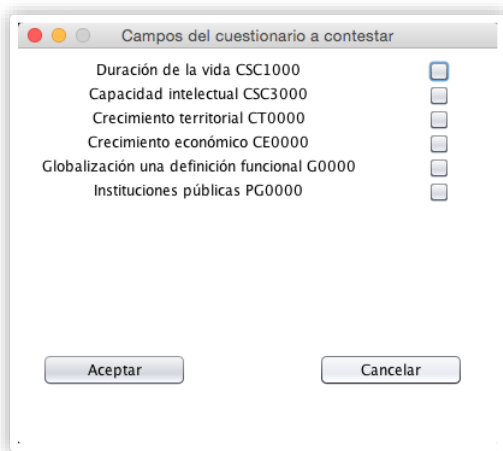 Campos del cuestionario a contestar
Duración de la vida CSC1000
Capacidad intelectual CSC3000
Crecimiento territorial CT0000
Crecimiento económico CE0000
Globalización una definición funcional G0000
Instituciones públicas PG0000
Aceptar Cancelar